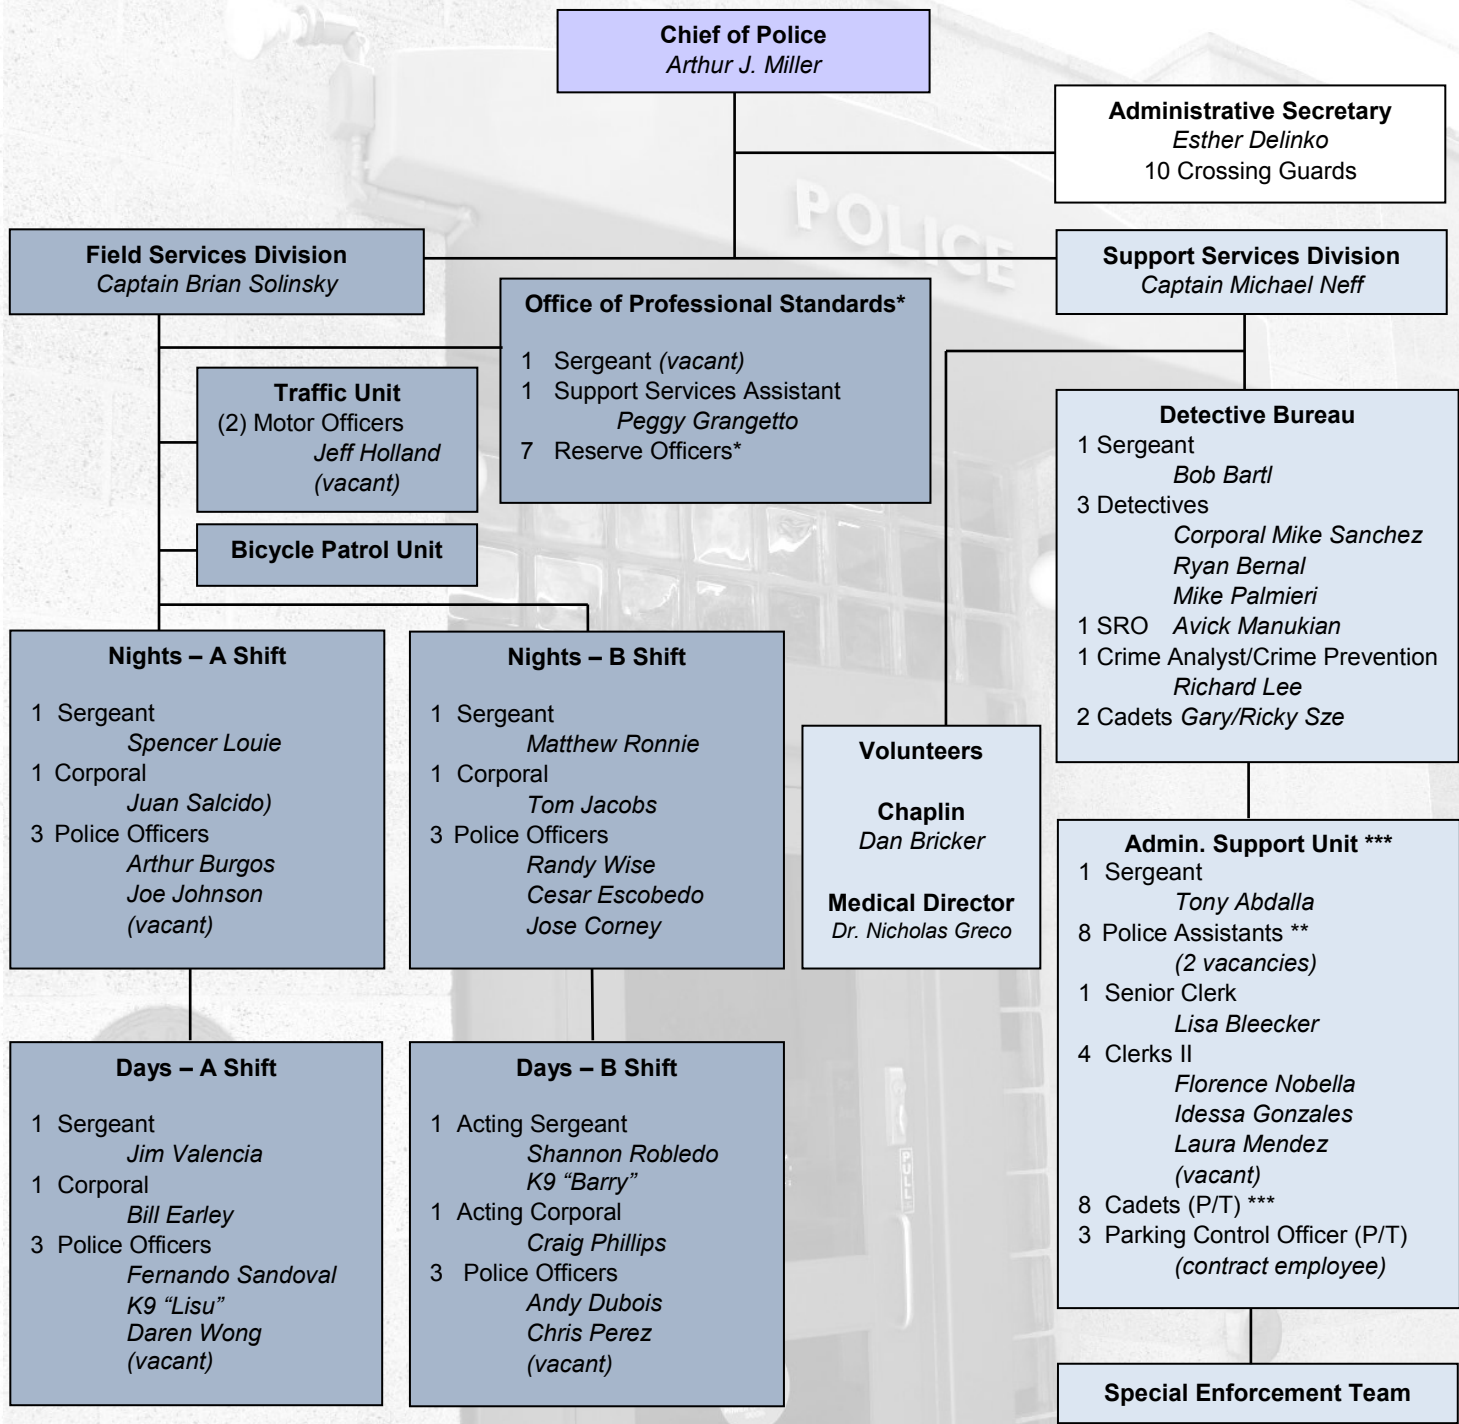 Chief of Police
Arthur J. Miller
Administrative Secretary
Esther Delinko
10 Crossing Guards
POLICE
Field Services Division
Captain Brian Solinsky
Support Services Division
Captain Michael Neff
Office of Professional Standards*
1 Sergeant (vacant)
1 Support Services Assistant
Peggy Grangetto
7 Reserve Officers*
Traffic Unit
(2) Motor Officers
Jeff Holland
(vacant)
Bicycle Patrol Unit
Detective Bureau
1 Sergeant
Bob Bartl
3 Detectives
Corporal Mike Sanchez
Ryan Bernal
Mike Palmieri
1 SRO Avick Manukian
1 Crime Analyst/Crime Prevention
Richard Lee
2 Cadets Gary/Ricky Sze
Nights – A Shift
1 Sergeant
Spencer Louie
1 Corporal
Juan Salcido)
3 Police Officers
Arthur Burgos
Joe Johnson
(vacant)
Nights – B Shift
1 Sergeant
Matthew Ronnie
1 Corporal
Tom Jacobs
3 Police Officers
Randy Wise
Cesar Escobedo
Jose Corney
Volunteers
Chaplin
Dan Bricker
Medical Director
Dr. Nicholas Greco
Admin. Support Unit ***
1 Sergeant
Tony Abdalla
8 Police Assistants **
(2 vacancies)
1 Senior Clerk
Lisa Bleecker
4 Clerks II
Florence Nobella
Idessa Gonzales
Laura Mendez
(vacant)
8 Cadets (P/T) ***
3 Parking Control Officer (P/T)
(contract employee)
Days – A Shift
1 Sergeant
Jim Valencia
1 Corporal
Bill Earley
3 Police Officers
Fernando Sandoval
K9 “Lisu”
Daren Wong
(vacant)
Days – B Shift
1 Acting Sergeant
Shannon Robledo
K9 “Barry”
1 Acting Corporal
Craig Phillips
3 Police Officers
Andy Dubois
Chris Perez
(vacant)
PULL
Special Enforcement Team